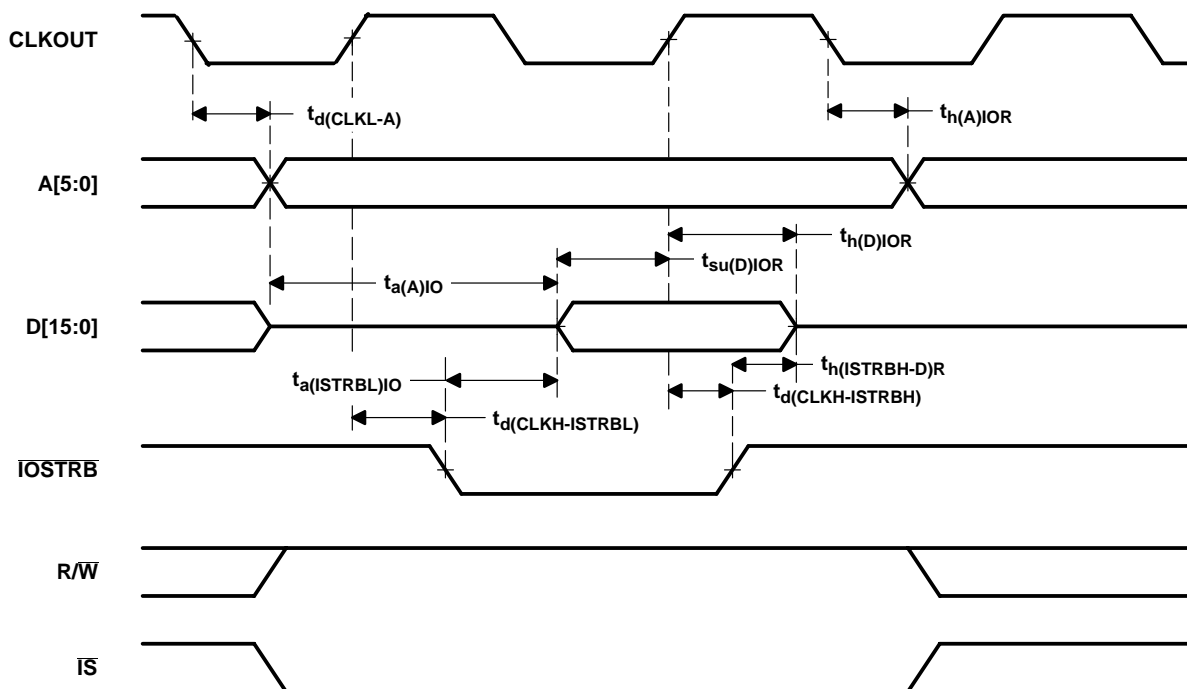 CLKOUT
td(CLKL-A)
th(A)IOR
A[5:0]
th(D)IOR
tsu(D)IOR
ta(A)IO
D[15:0]
th(ISTRBH-D)R
ta(ISTRBL)IO
td(CLKH-ISTRBH)
td(CLKH-ISTRBL)
IOSTRB
R/W
IS